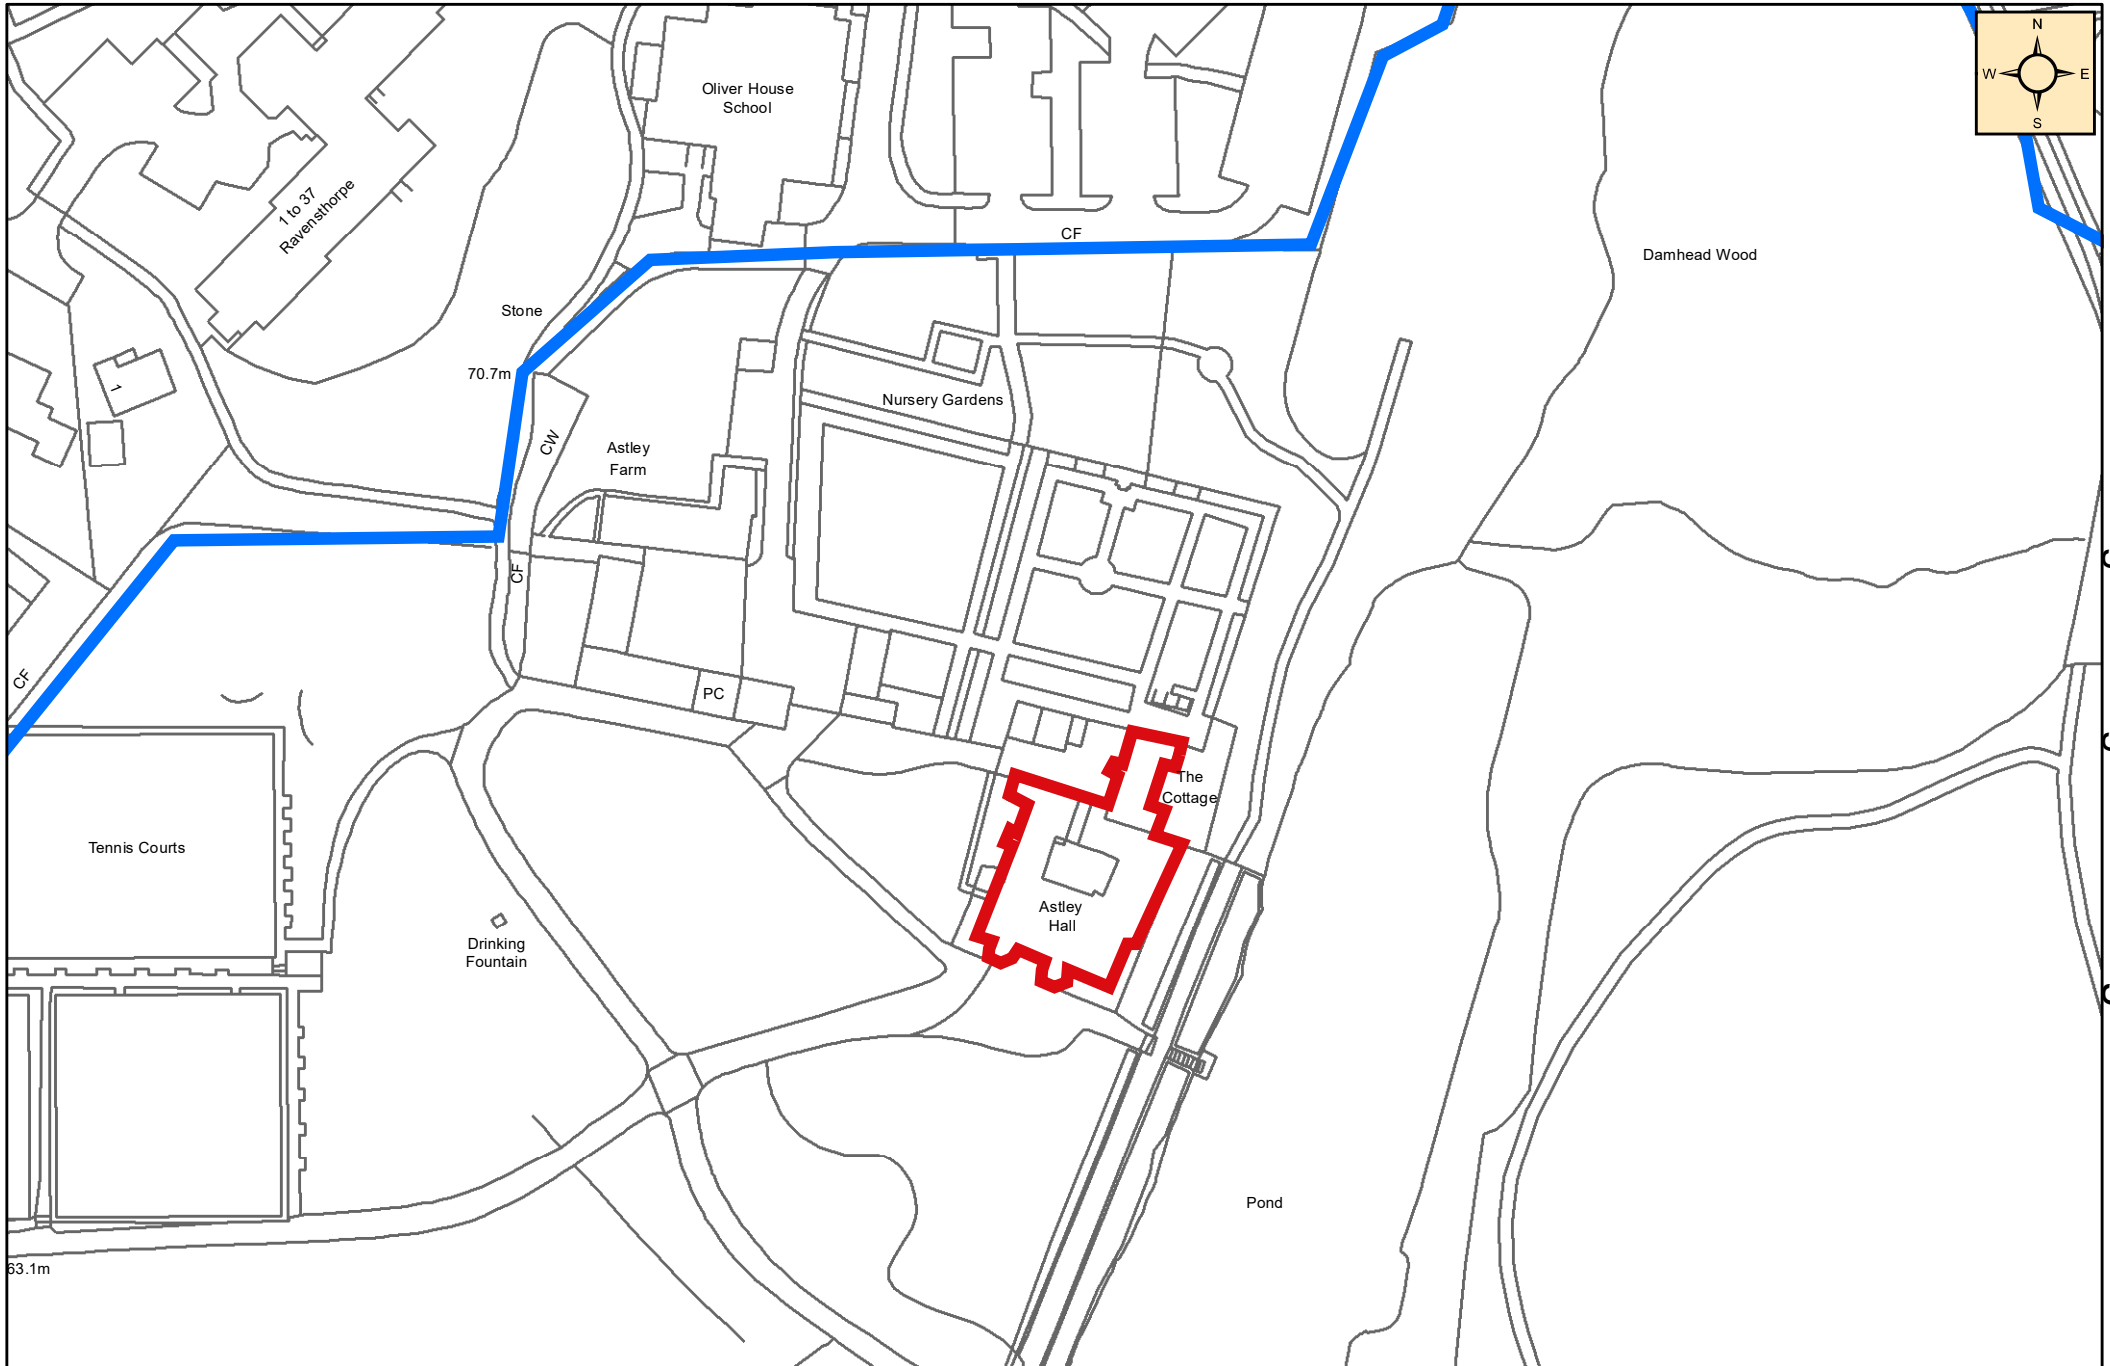 N
W
E
S
Oliver House
School
1 to 37
Ravensthorpe
CF
Damhead Wood
Stone
70.7m
1
Nursery Gardens
CW
Astley
Farm
CF
CF
PC
The
Cottage
Tennis Courts
Astley
Hall
Drinking
Fountain
Pond
63.1m